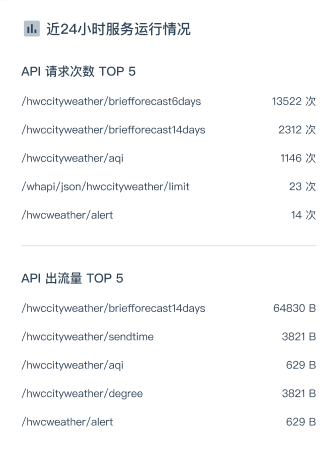 近24小时服务运行情况
API 请求次数 TOP 5
/hwccityweather/briefforecast6days 13522 次
/hwccityweather/briefforecast14days 2312 次
/hwccityweather/aqi 1146 次
/whapi/json/hwccityweather/limit 23 次
/hwcweather/alert 14 次
API 出流量 TOP 5
/hwccityweather/briefforecast14days 64830 B
/hwccityweather/sendtime 3821 B
/hwccityweather/aqi 629 B
/hwccityweather/degree 3821 B
/hwcweather/alert 629 B